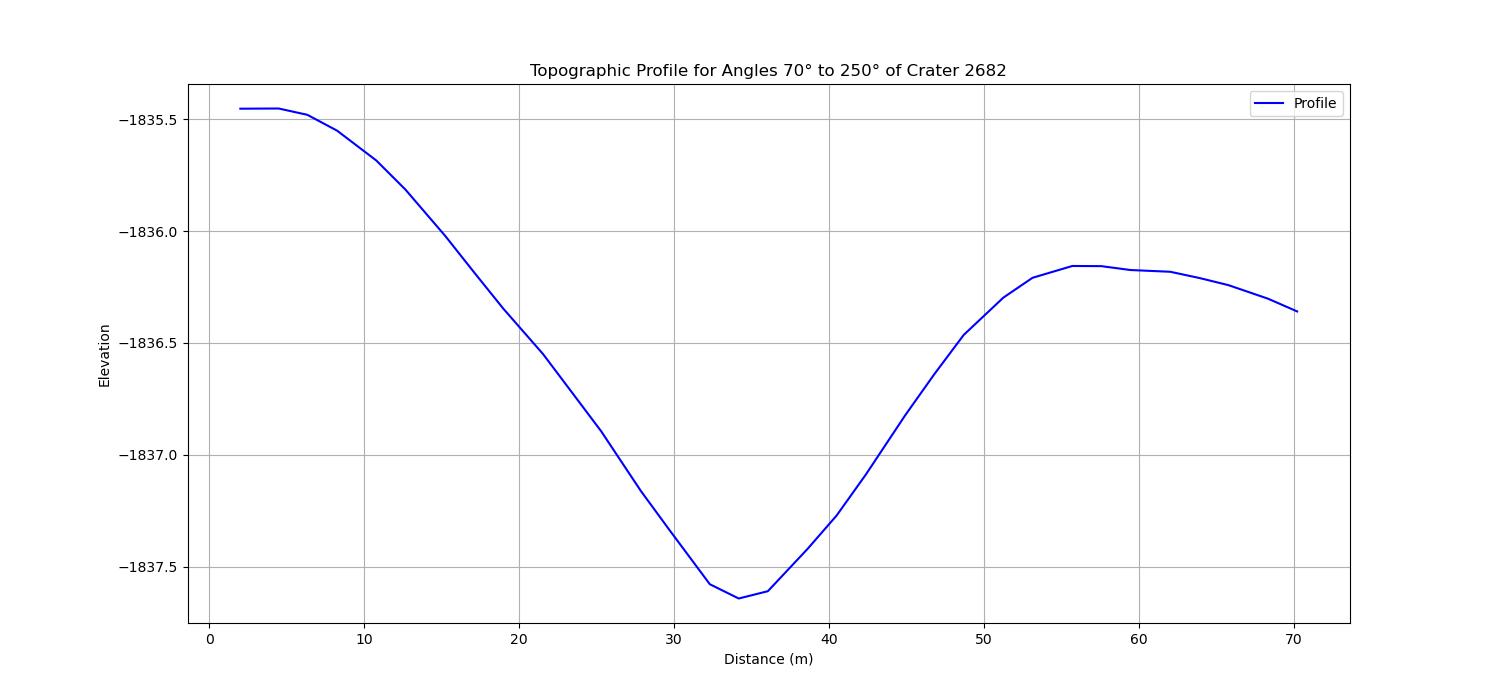 Topographic Profile for Angles 70° to 250° of Crater 2682
Profile
−1835.5
−1836.0
−1836.5
−1837.0
−1837.5
Elevation
0 10 20 30 40 50 60 70
Distance (m)